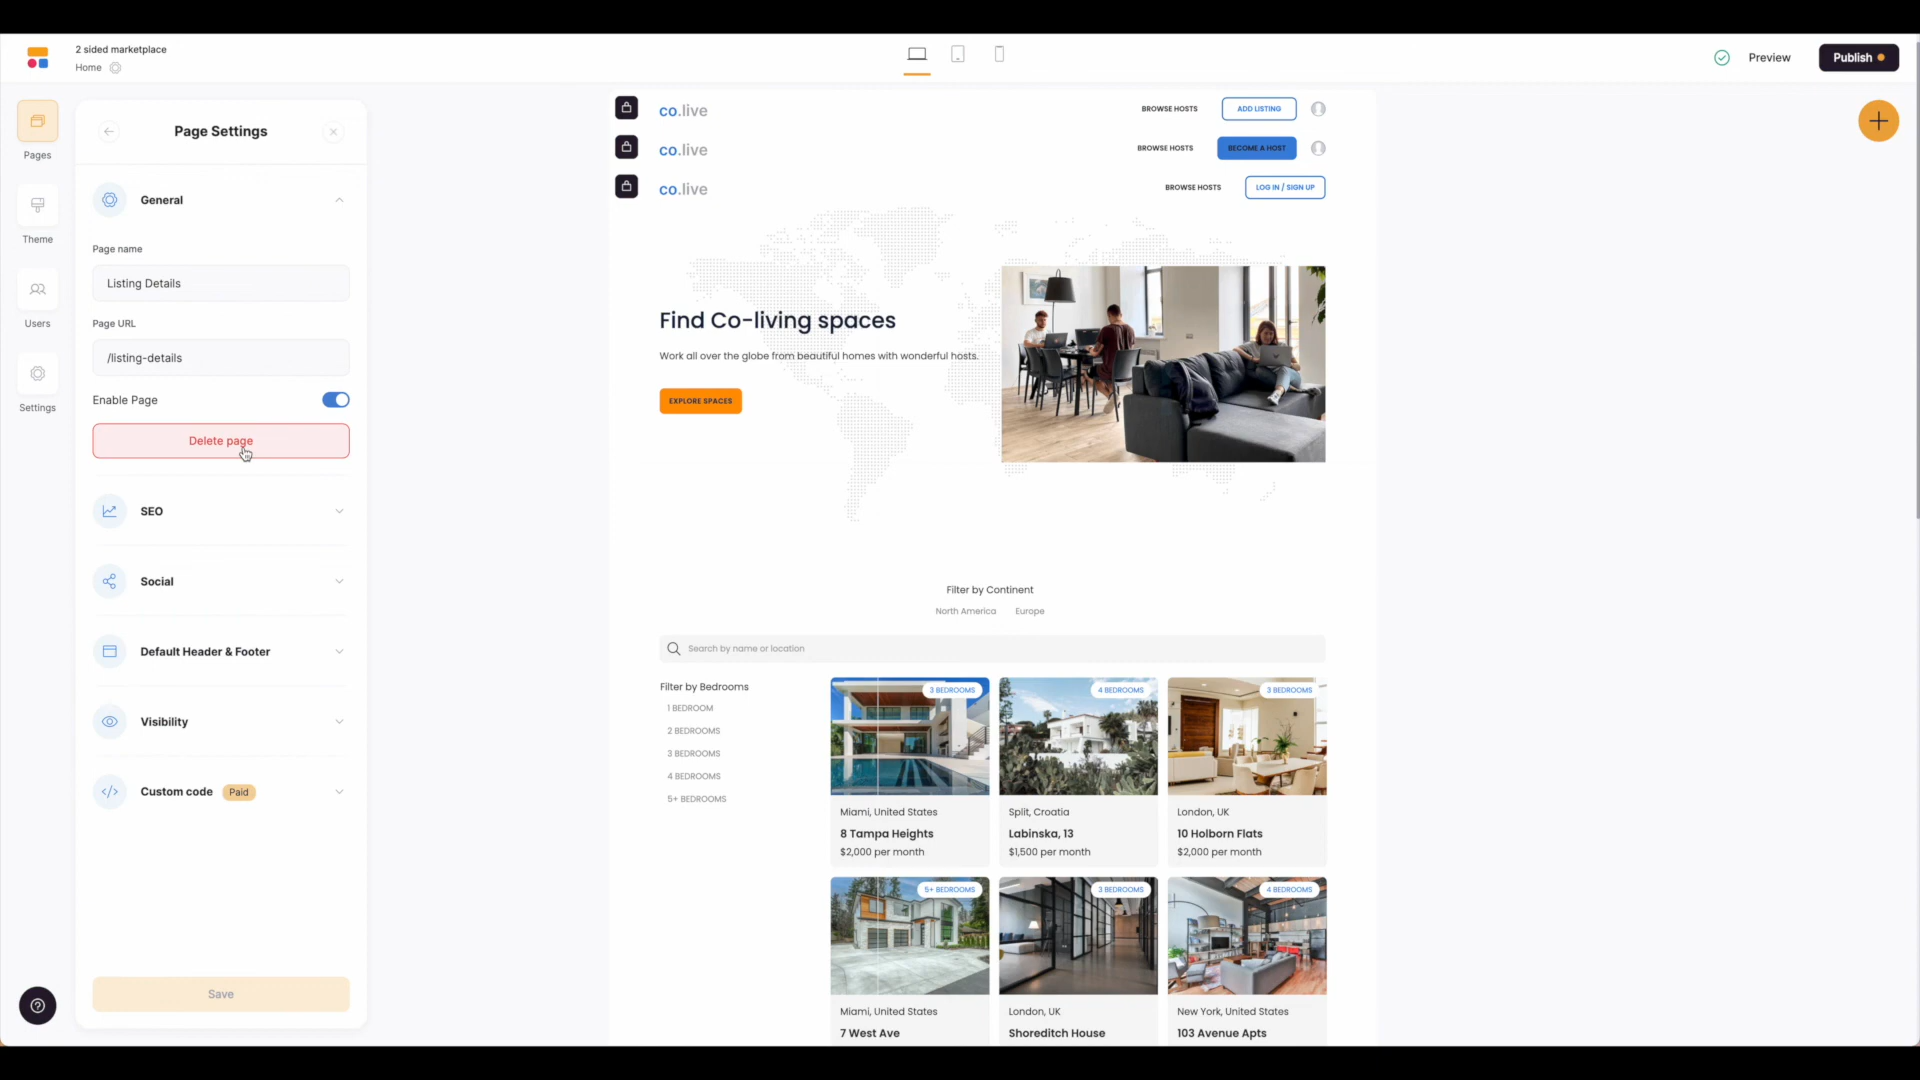 2 sided marketplace
Home
Preview
Publish
Pages
Theme
Users
Settings
Page Settings
General
Page name
Listing Details
Page URL
/listing-details
Enable Page
Delete page
SEO
Social
Default Header & Footer
Visibility
Custom code Paid
Save
co.live
BROWSE HOSTS
ADD LISTING
co.live
BROWSE HOSTS
BECOME A HOST
co.live
BROWSE HOSTS
LOG IN / SIGN UP
Find Co-living spaces
Work all over the globe from beautiful homes with wonderful hosts.
EXPLORE SPACES
Filter by Continent
North America Europe
Search by name or location
Filter by Bedrooms
1 BEDROOM
2 BEDROOMS
3 BEDROOMS
4 BEDROOMS
5+ BEDROOMS
3 BEDROOMS
Miami, United States
8 Tampa Heights
$2,000 per month
4 BEDROOMS
Split, Croatia
Labinska, 13
$1,500 per month
3 BEDROOMS
London, UK
10 Holborn Flats
$2,000 per month
5+ BEDROOMS
Miami, United States
7 West Ave
3 BEDROOMS
London, UK
Shoreditch House
4 BEDROOMS
New York, United States
103 Avenue Apts